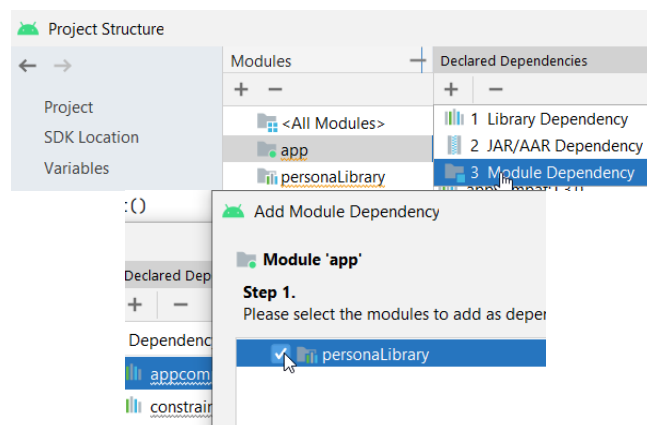 Project Structure
Modules
Declared Dependencies
Project
SDK Location
Variables
<All Modules>
app
personaLibrary
1 Library Dependency
2 JAR/AAR Dependency
3 Module Dependency
:()
Add Module Dependency
Declared Dep
Module 'app'
Step 1.
Please select the modules to add as deper
Dependenc
personaLibrary
appcom
constrair